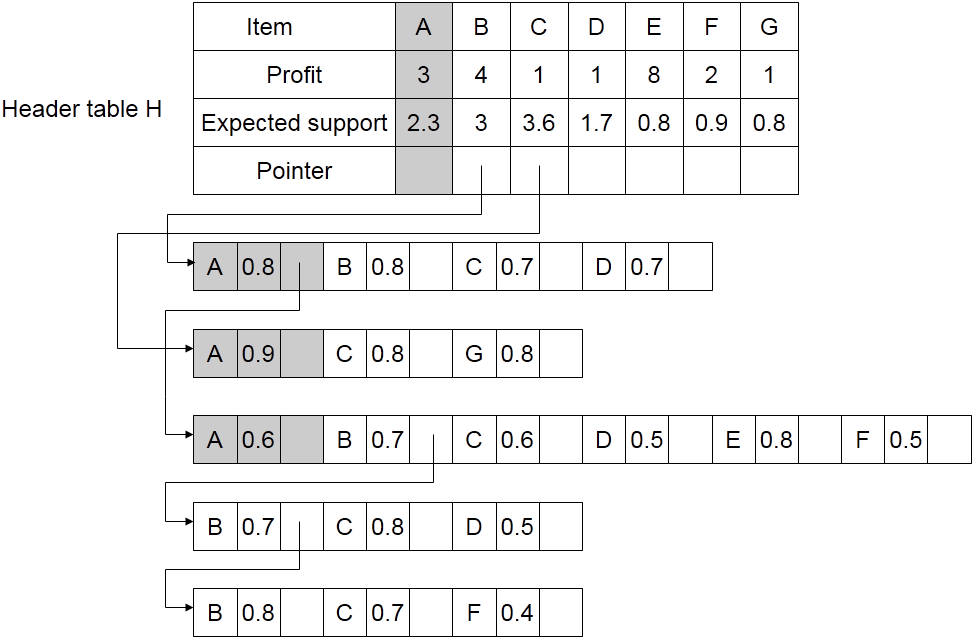 Item A B C D E F G
Profit 3 4 1 1 8 2 1
Header table H
Expected support 2.3 3 3.6 1.7 0.8 0.9 0.8
Pointer
A 0.8 B 0.8 C 0.7 D 0.7
A 0.9 C 0.8 G 0.8
A 0.6 B 0.7 C 0.6 D 0.5 E 0.8 F 0.5
B 0.7 C 0.8 D 0.5
B 0.8 C 0.7 F 0.4